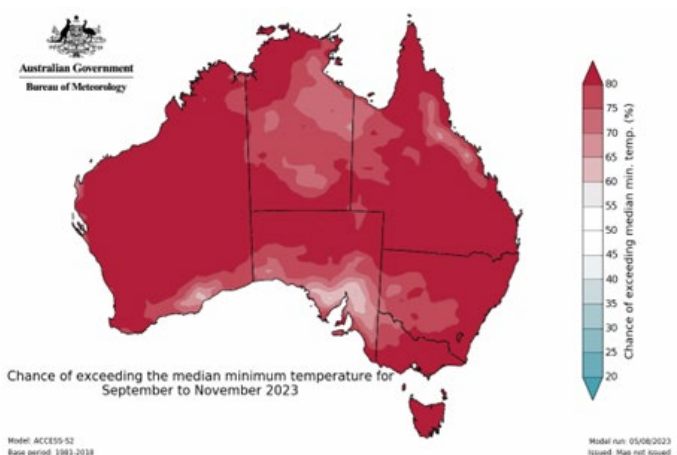 Australian Government
Bureau of Meteorology
80
75
70
65
60
55
50
45
40
35
30
25
20
Chance of exceeding median min. temp. (%)
Chance of exceeding the median minimum temperature for
September to November 2023
Model: ACCESS-S2
Base period: 1981-2018
Model run: 05/08/2023
Issued: Map not issued